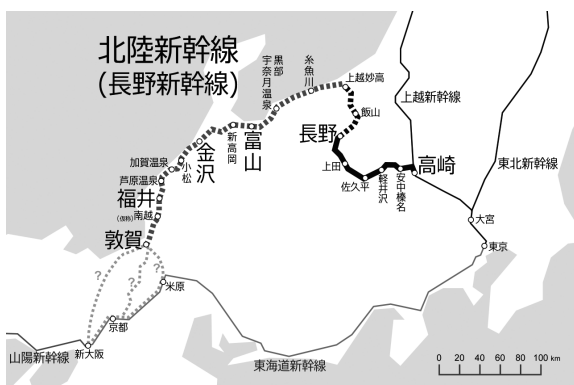 北陸新幹線
(長野新幹線)
黒部
宇奈月温泉
糸魚川
上越妙高
上越新幹線
飯山
長野
富山
新高岡
金沢
小松
加賀温泉
芦原温泉
福井
(仮称)南越
敦賀
上田
佐久平
軽井沢
安中榛名
高崎
東北新幹線
大宮
東京
?
?
?
米原
京都
新大阪
山陽新幹線
東海道新幹線
0 20 40 60 80 100 km